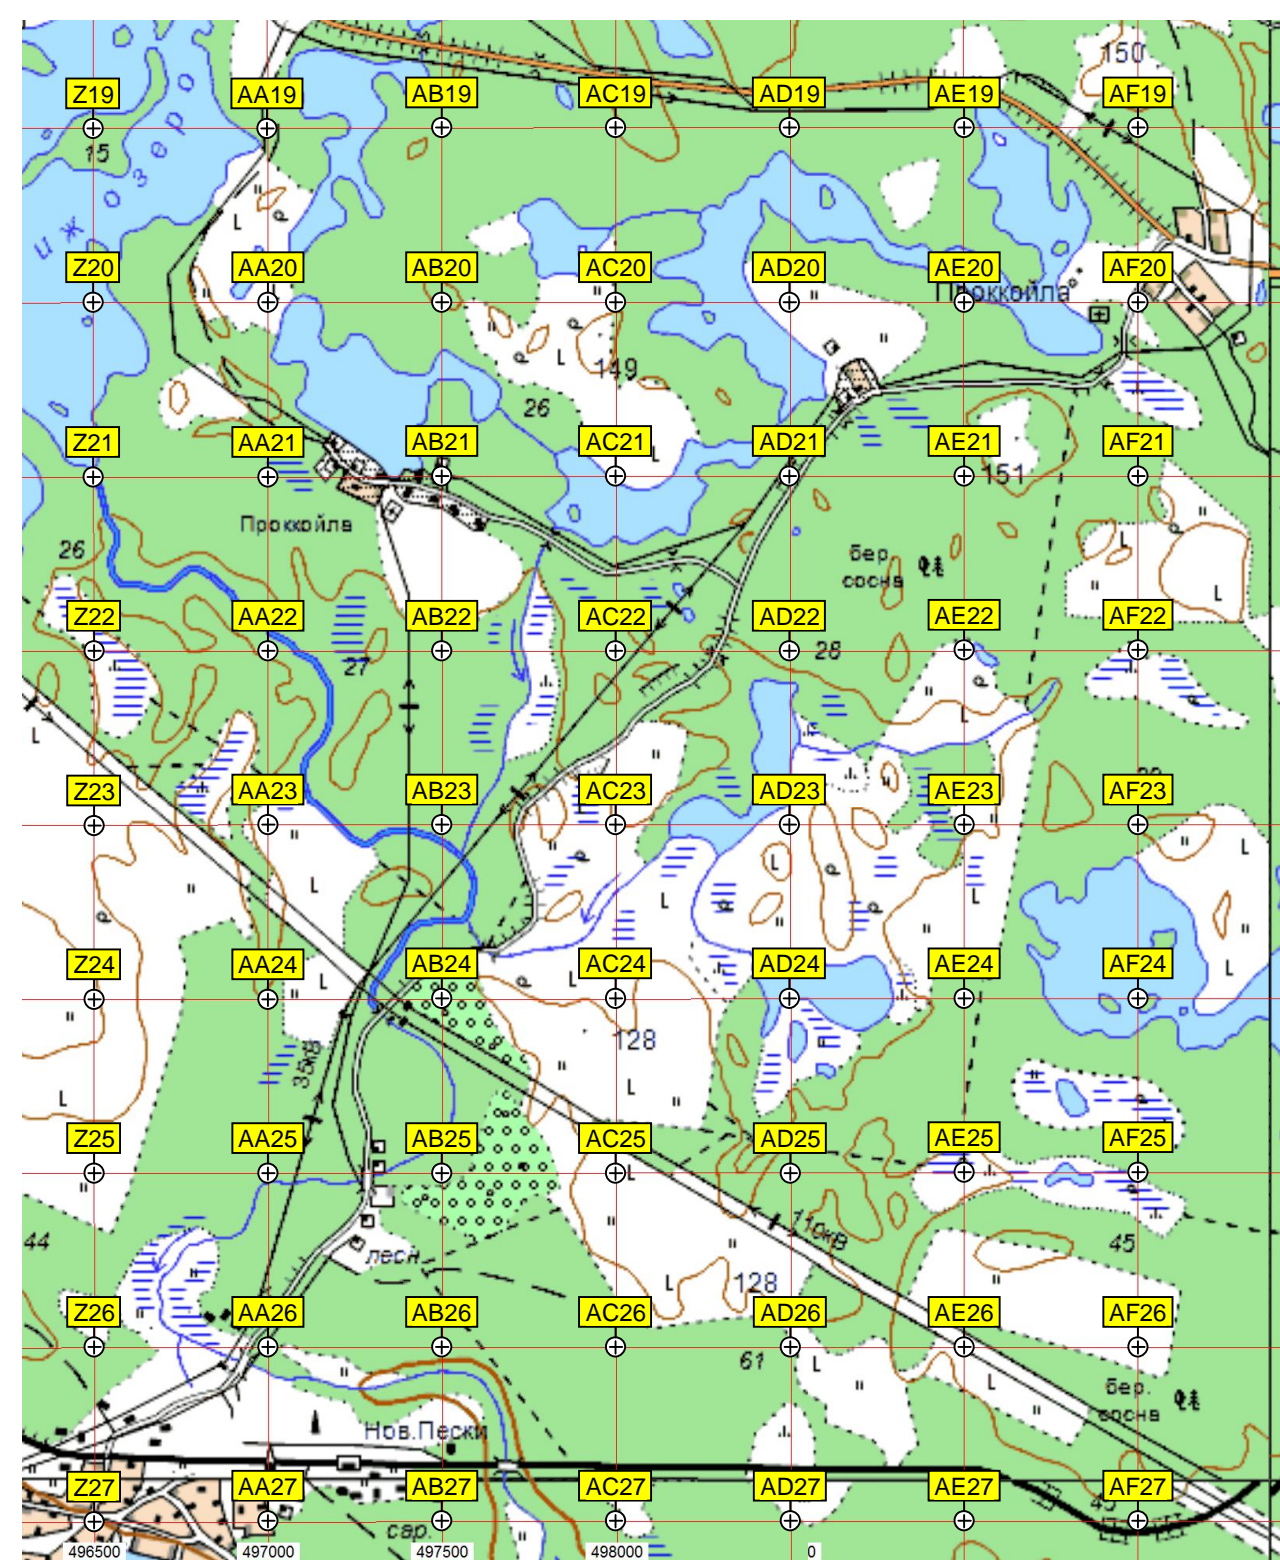 150
Z19 AA19 AB19 AC19 AD19 AE19 AF19
15
иж озер
Z20 AA20 AB20 AC20 AD20 AE20 AF20
Проккойла
149
26
Z21 AA21 AB21 AC21 AD21 AE21 AF21
151
Проккойла
26
бер.
сосна
Z22 AA22 AB22 AC22 AD22 AE22 AF22
27
28
Z23 AA23 AB23 AC23 AD23 AE23 AF23
Z24 AA24 AB24 AC24 AD24 AE24 AF24
128
35кВ
Z25 AA25 AB25 AC25 AD25 AE25 AF25
110кВ
44
45
лесн.
128
Z26 AA26 AB26 AC26 AD26 AE26 AF26
61
бер.
сосна
Нов.Пески
Z27 AA27 AB27 AC27 AD27 AE27 AF27
45
сар.
496500 497000 497500 498000 0